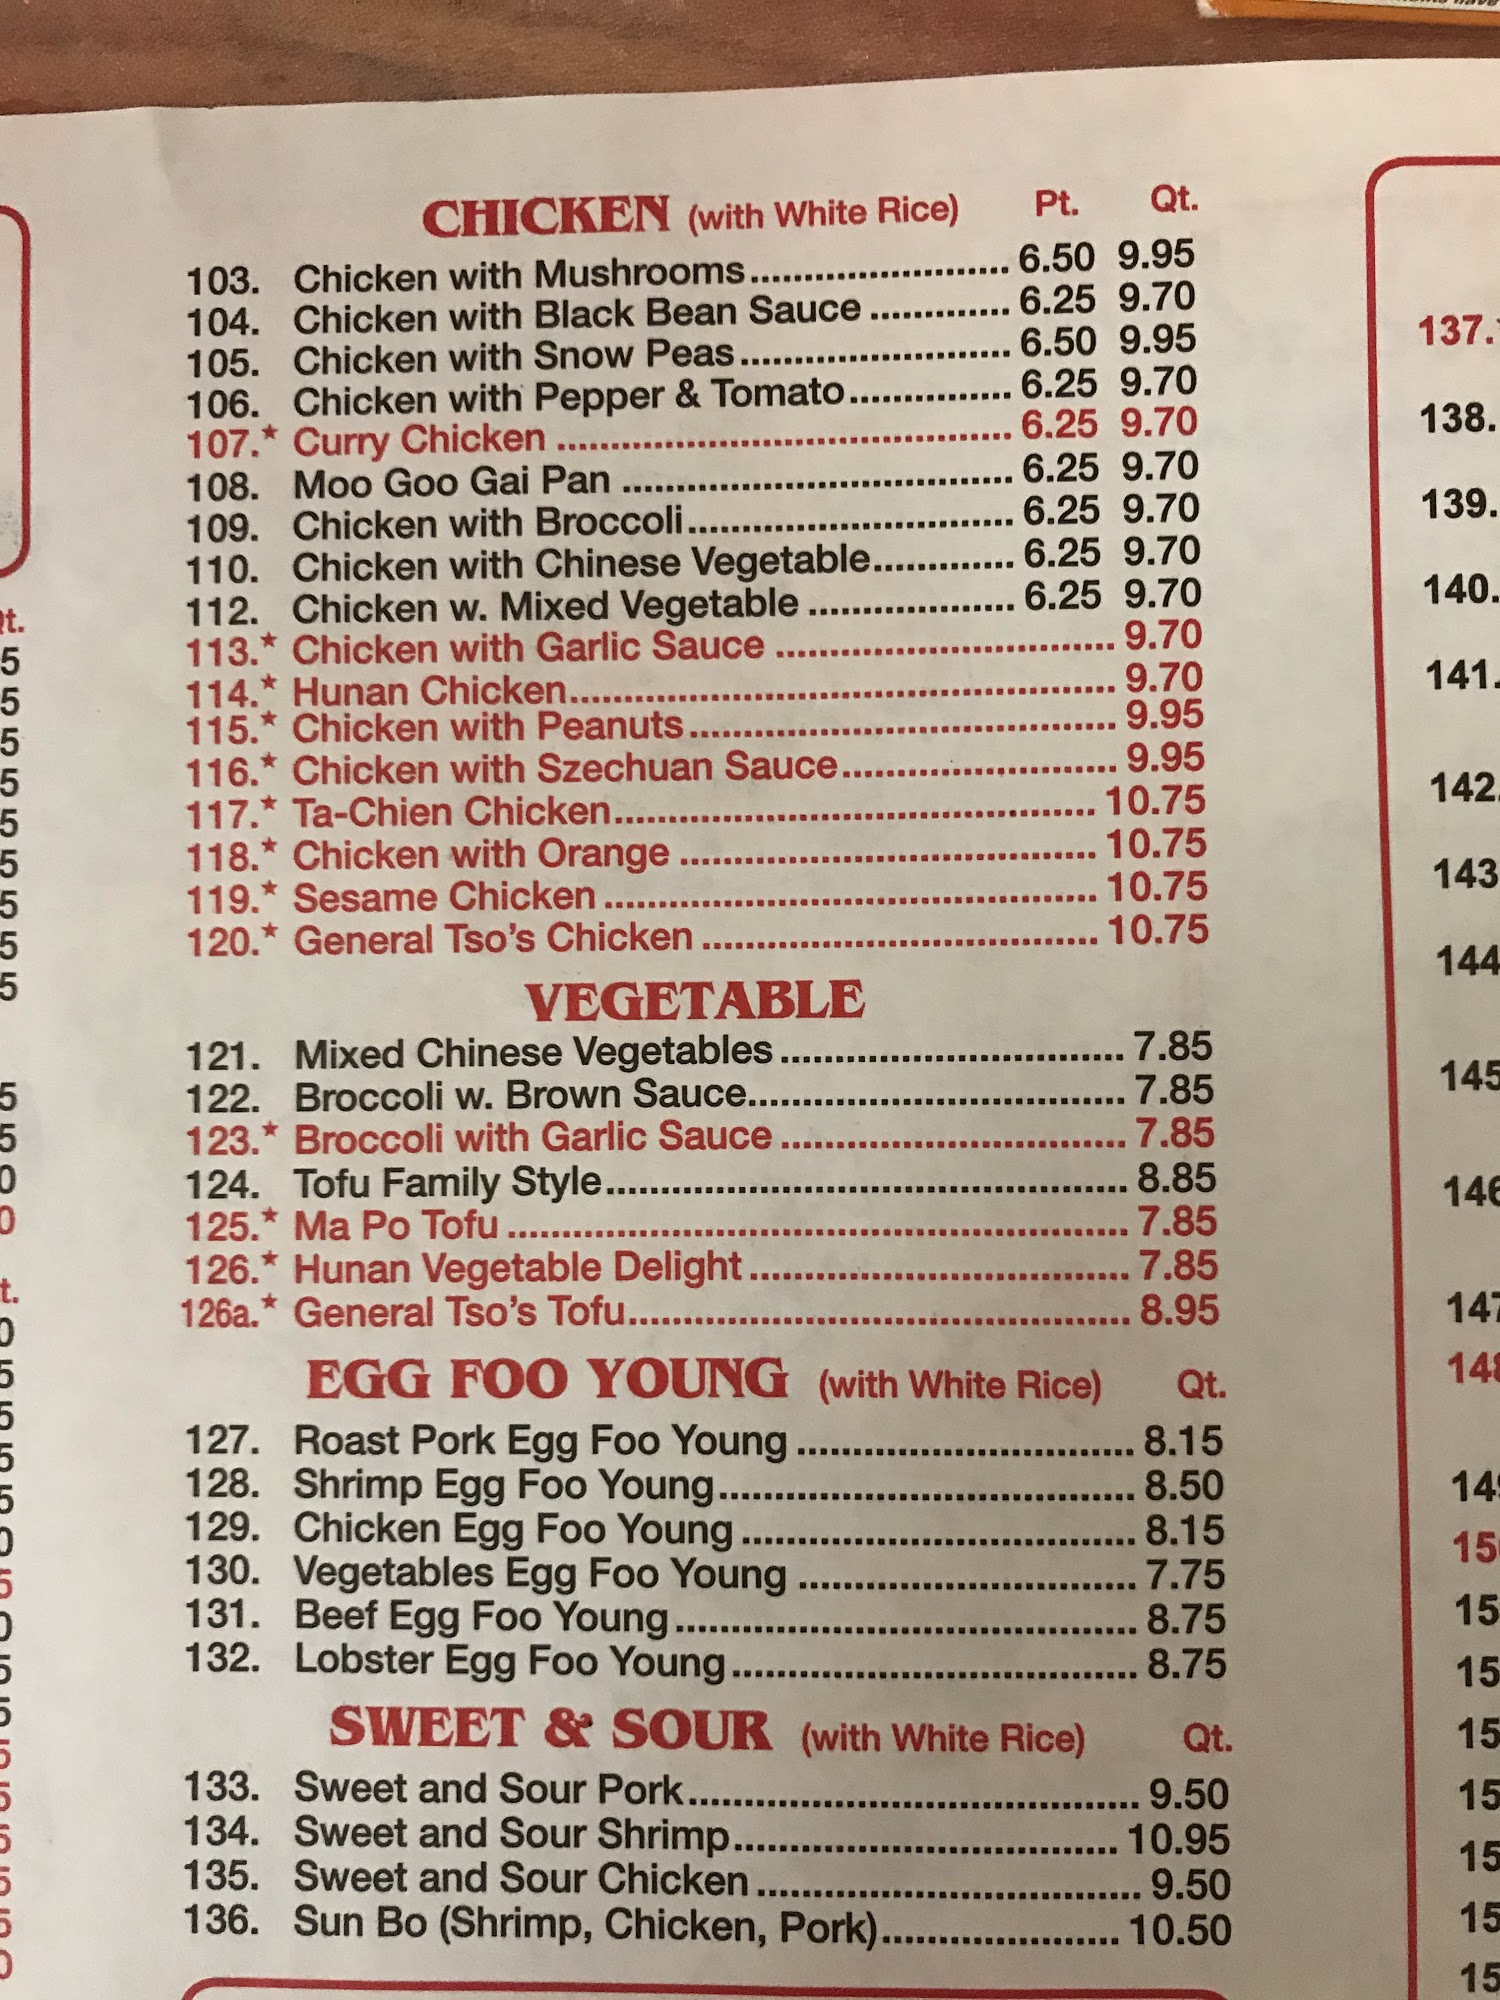 CHICKEN (with White Rice) Pt. Qt.
103. Chicken with Mushrooms........................ 6.50 9.95
104. Chicken with Black Bean Sauce ............. 6.25 9.70
105. Chicken with Snow Peas......................... 6.50 9.95
106. Chicken with Pepper & Tomato............... 6.25 9.70
107.* Curry Chicken .......................................... 6.25 9.70
108. Moo Goo Gai Pan .................................... 6.25 9.70
109. Chicken with Broccoli.............................. 6.25 9.70
110. Chicken with Chinese Vegetable............. 6.25 9.70
112. Chicken w. Mixed Vegetable ................... 6.25 9.70
113.* Chicken with Garlic Sauce ............................... 9.70
114.* Hunan Chicken................................................... 9.70
115.* Chicken with Peanuts........................................ 9.95
116.* Chicken with Szechuan Sauce......................... 9.95
117.* Ta-Chien Chicken............................................. 10.75
118.* Chicken with Orange ....................................... 10.75
119.* Sesame Chicken .............................................. 10.75
120.* General Tso's Chicken ..................................... 10.75
VEGETABLE
121. Mixed Chinese Vegetables ................................ 7.85
122. Broccoli w. Brown Sauce................................... 7.85
123.* Broccoli with Garlic Sauce ................................ 7.85
124. Tofu Family Style................................................. 8.85
125.* Ma Po Tofu .......................................................... 7.85
126.* Hunan Vegetable Delight ................................... 7.85
126a.* General Tso's Tofu............................................... 8.95
EGG FOO YOUNG (with White Rice) Qt.
127. Roast Pork Egg Foo Young ............................... 8.15
128. Shrimp Egg Foo Young....................................... 8.50
129. Chicken Egg Foo Young ..................................... 8.15
130. Vegetables Egg Foo Young ................................ 7.75
131. Beef Egg Foo Young ........................................... 8.75
132. Lobster Egg Foo Young...................................... 8.75
SWEET & SOUR (with White Rice) Qt.
133. Sweet and Sour Pork.......................................... 9.50
134. Sweet and Sour Shrimp.................................... 10.95
135. Sweet and Sour Chicken .................................... 9.50
136. Sun Bo (Shrimp, Chicken, Pork)...................... 10.50
137.
138.
139.
140.
141.
142.
143
144
145
146
147
148